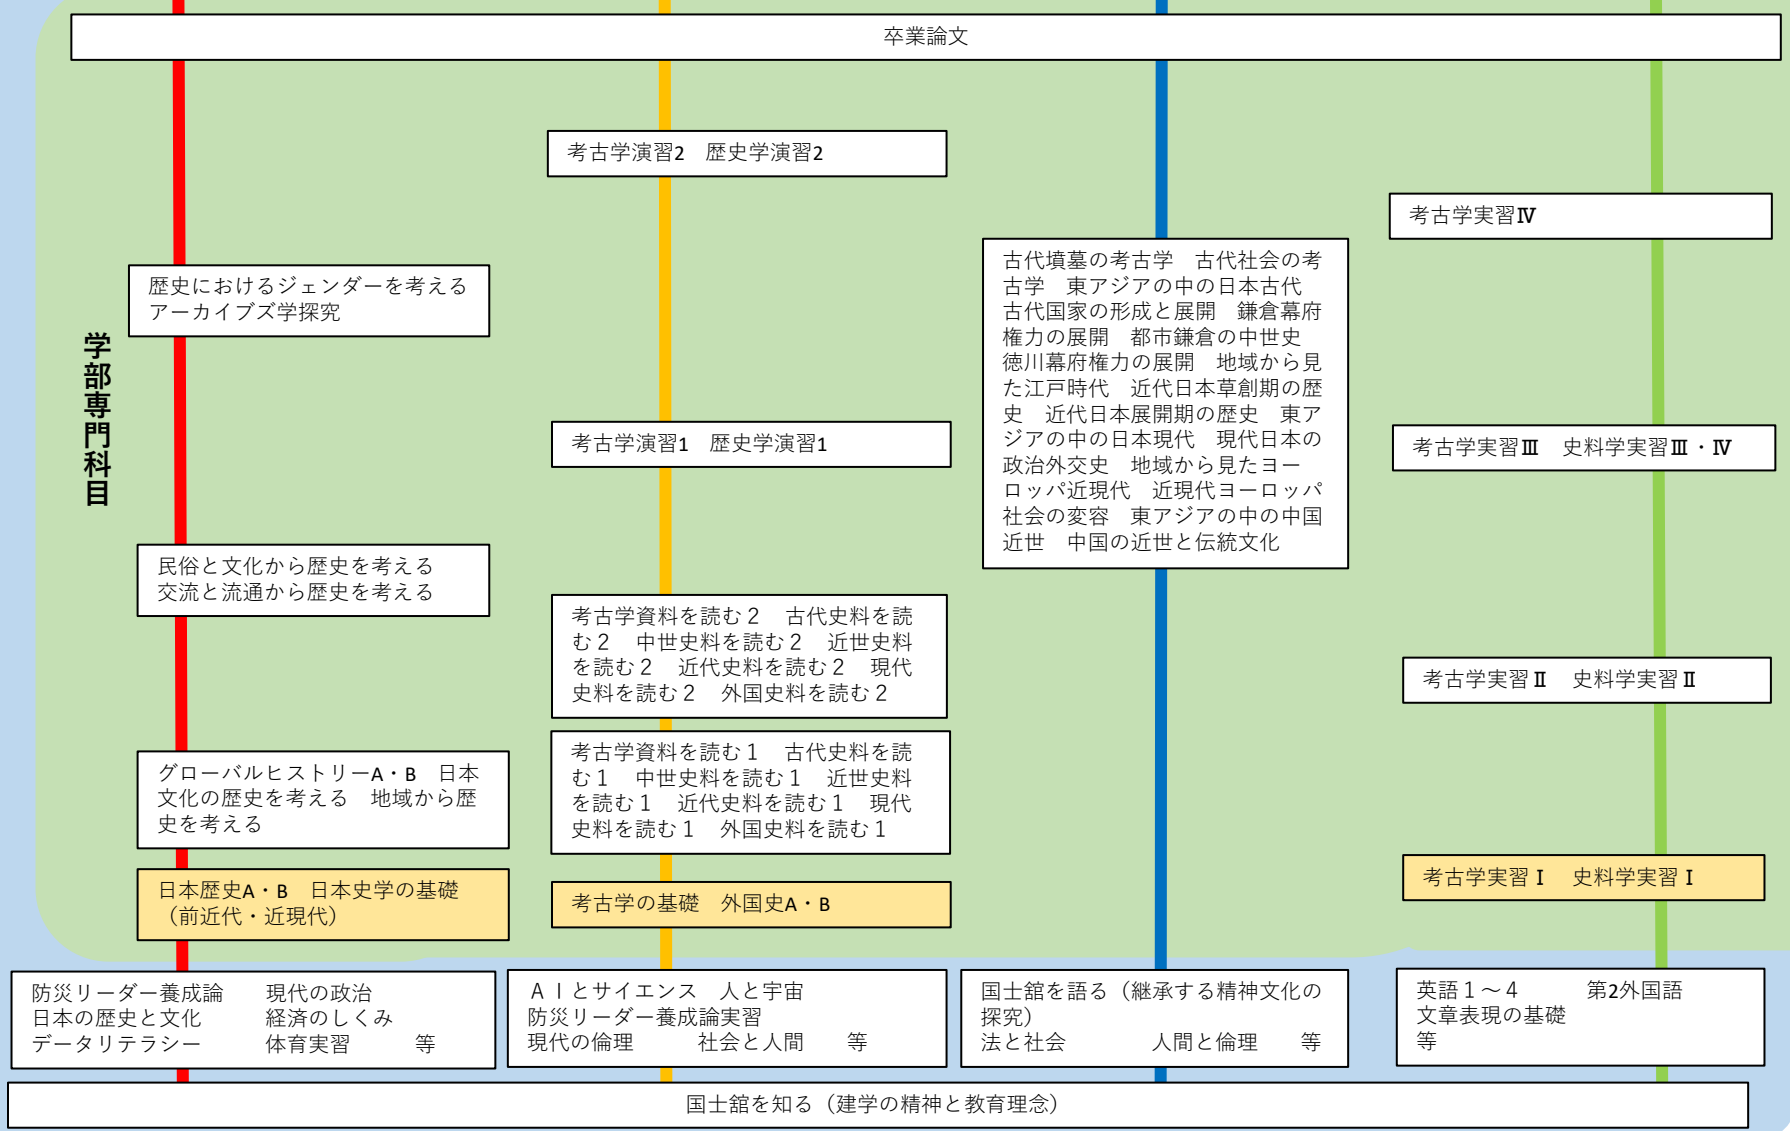 卒業論文
考古学演習2　歴史学演習2
考古学実習Ⅳ
古代墳墓の考古学　古代社会の考
古学　東アジアの中の日本古代
古代国家の形成と展開　鎌倉幕府
権力の展開　都市鎌倉の中世史
徳川幕府権力の展開　地域から見
た江戸時代　近代日本草創期の歴
史　近代日本展開期の歴史　東ア
ジアの中の日本現代　現代日本の
政治外交史　地域から見たヨー
ロッパ近現代　近現代ヨーロッパ
社会の変容　東アジアの中の中国
近世　中国の近世と伝統文化
歴史におけるジェンダーを考える
アーカイブズ学探究
学部専門科目
考古学演習1　歴史学演習1
考古学実習Ⅲ　史料学実習Ⅲ・Ⅳ
民俗と文化から歴史を考える
交流と流通から歴史を考える
考古学資料を読む２　古代史料を読
む２　中世史料を読む２　近世史料
を読む２　近代史料を読む２　現代
史料を読む２　外国史料を読む２
考古学実習Ⅱ　史料学実習Ⅱ
グローバルヒストリーA・B　日本
文化の歴史を考える　地域から歴
史を考える
考古学資料を読む１　古代史料を読
む１　中世史料を読む１　近世史料
を読む１　近代史料を読む１　現代
史料を読む１　外国史料を読む１
日本歴史A・B　日本史学の基礎
（前近代・近現代）
考古学の基礎　外国史A・B
考古学実習Ⅰ　史料学実習Ⅰ
防災リーダー養成論　　現代の政治
日本の歴史と文化　　　経済のしくみ
データリテラシー　　　体育実習　　　等
ＡＩとサイエンス　人と宇宙
防災リーダー養成論実習
現代の倫理　　　社会と人間　　等
国士舘を語る（継承する精神文化の
探究）
法と社会　　　　人間と倫理　　等
英語１～４　　　第2外国語
文章表現の基礎
等
国士舘を知る（建学の精神と教育理念）